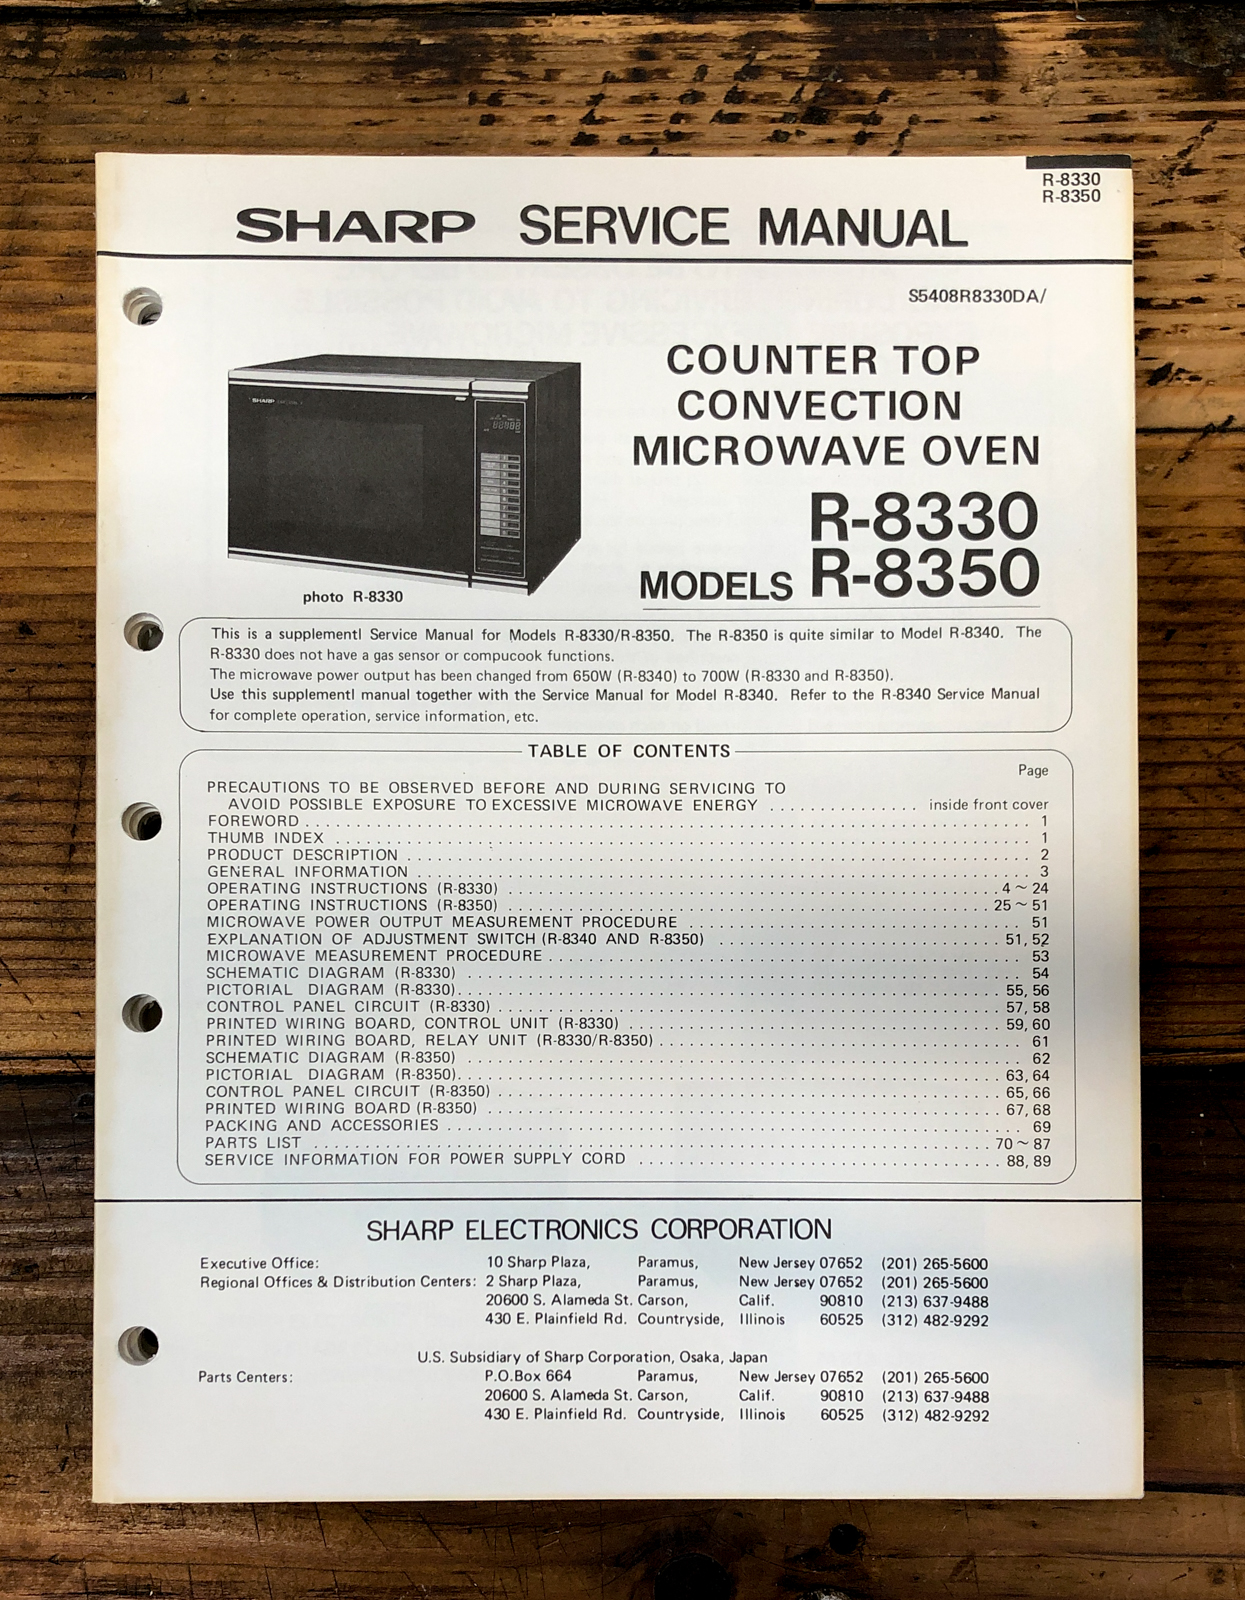 R-8330
R-8350
SHARP SERVICE MANUAL
S5408R8330DA/
COUNTER TOP
CONVECTION
MICROWAVE OVEN
R-8330
MODELS R-8350
SHARP
photo R-8330
This is a supplementl Service Manual for Models R-8330/R-8350. The R-8350 is quite similar to Model R-8340. The
R-8330 does not have a gas sensor or compucook functions.
The microwave power output has been changed from 650W (R-8340) to 700W (R-8330 and R-8350).
Use this supplementl manual together with the Service Manual for Model R-8340. Refer to the R-8340 Service Manual
for complete operation, service information, etc.
TABLE OF CONTENTS
Page
PRECAUTIONS TO BE OBSERVED BEFORE AND DURING SERVICING TO
AVOID POSSIBLE EXPOSURE TO EXCESSIVE MICROWAVE ENERGY . . . . . . . . . . . . . . inside front cover
FOREWORD . . . . . . . . . . 1
THUMB INDEX . . . . . . . . . . 1
PRODUCT DESCRIPTION . . . . . . . . . . 2
GENERAL INFORMATION . . . . . . . . . . 3
OPERATING INSTRUCTIONS (R-8330) . . . . . . . . . . 4 ~ 24
OPERATING INSTRUCTIONS (R-8350) . . . . . . . . . . 25 ~ 51
MICROWAVE POWER OUTPUT MEASUREMENT PROCEDURE . . . . . . . . . . 51
EXPLANATION OF ADJUSTMENT SWITCH (R-8340 AND R-8350) . . . . . . . . . . 51, 52
MICROWAVE MEASUREMENT PROCEDURE . . . . . . . . . . 53
SCHEMATIC DIAGRAM (R-8330) . . . . . . . . . . 54
PICTORIAL DIAGRAM (R-8330) . . . . . . . . . . 55, 56
CONTROL PANEL CIRCUIT (R-8330) . . . . . . . . . . 57, 58
PRINTED WIRING BOARD, CONTROL UNIT (R-8330) . . . . . . . . . . 59, 60
PRINTED WIRING BOARD, RELAY UNIT (R-8330/R-8350) . . . . . . . . . . 61
SCHEMATIC DIAGRAM (R-8350) . . . . . . . . . . 62
PICTORIAL DIAGRAM (R-8350) . . . . . . . . . . 63, 64
CONTROL PANEL CIRCUIT (R-8350) . . . . . . . . . . 65, 66
PRINTED WIRING BOARD (R-8350) . . . . . . . . . . 67, 68
PACKING AND ACCESSORIES . . . . . . . . . . 69
PARTS LIST . . . . . . . . . . 70 ~ 87
SERVICE INFORMATION FOR POWER SUPPLY CORD . . . . . . . . . . 88, 89
SHARP ELECTRONICS CORPORATION
Executive Office: 10 Sharp Plaza, Paramus, New Jersey 07652 (201) 265-5600
Regional Offices & Distribution Centers: 2 Sharp Plaza, Paramus, New Jersey 07652 (201) 265-5600
20600 S. Alameda St. Carson, Calif. 90810 (213) 637-9488
430 E. Plainfield Rd. Countryside, Illinois 60525 (312) 482-9292
U.S. Subsidiary of Sharp Corporation, Osaka, Japan
Parts Centers: P.O.Box 664 Paramus, New Jersey 07652 (201) 265-5600
20600 S. Alameda St. Carson, Calif. 90810 (213) 637-9488
430 E. Plainfield Rd. Countryside, Illinois 60525 (312) 482-9292